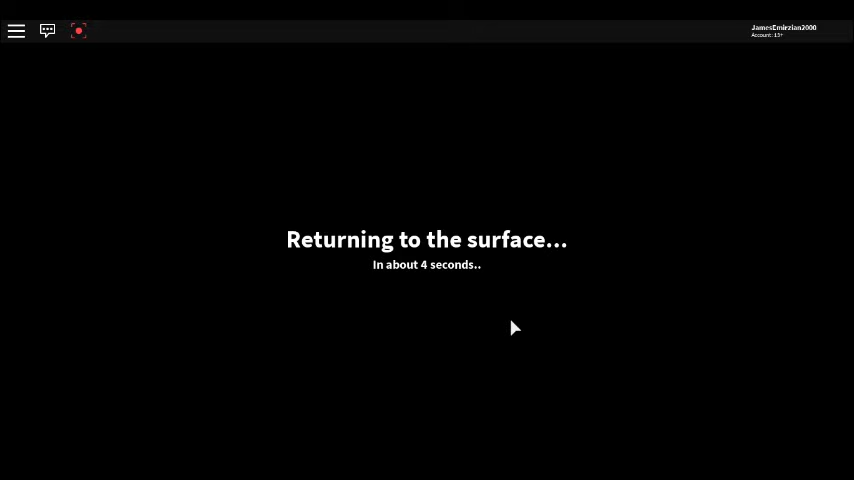 JamesEmirzian2000
Account: 13+
Returning to the surface...
In about 4 seconds..